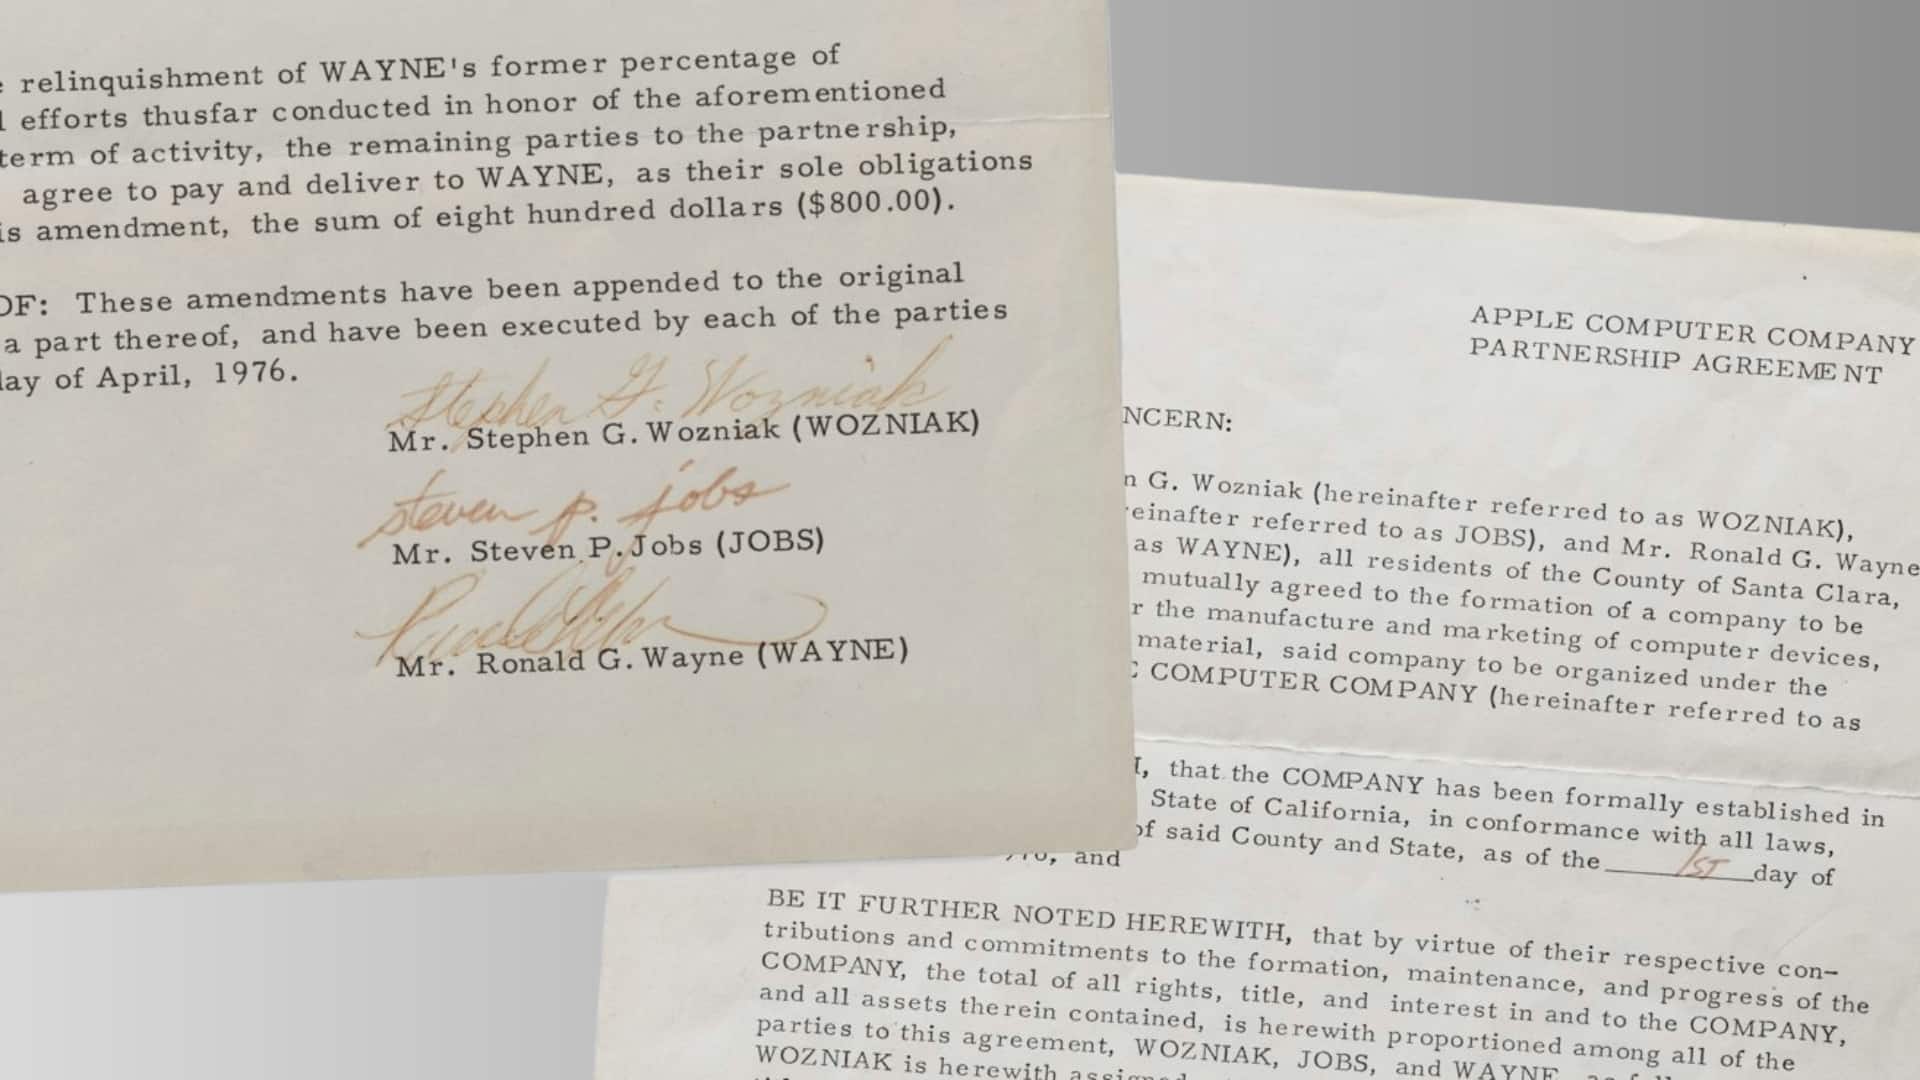 relinquishment of WAYNE's former percentage of
efforts thusfar conducted in honor of the aforementioned
term of activity, the remaining parties to the partnership,
agree to pay and deliver to WAYNE, as their sole obligations
is amendment, the sum of eight hundred dollars ($800.00).
OF: These amendments have been appended to the original
a part thereof, and have been executed by each of the parties
day of April, 1976.
Stephen G. Wozniak
Mr. Stephen G. Wozniak (WOZNIAK)
steven p. jobs
Mr. Steven P. Jobs (JOBS)
Mr. Ronald G. Wayne (WAYNE)
APPLE COMPUTER COMPANY
PARTNERSHIP AGREEMENT
NCERN:
n G. Wozniak (hereinafter referred to as WOZNIAK),
einafter referred to as JOBS), and Mr. Ronald G. Wayne
as WAYNE), all residents of the County of Santa Clara,
mutually agreed to the formation of a company to be
r the manufacture and marketing of computer devices,
material, said company to be organized under the
COMPUTER COMPANY (hereinafter referred to as
, that the COMPANY has been formally established in
State of California, in conformance with all laws,
of said County and State, as of the 1ST day of
, and
BE IT FURTHER NOTED HEREWITH, that by virtue of their respective con-
tributions and commitments to the formation, maintenance, and progress of the
COMPANY, the total of all rights, title, and interest in and to the COMPANY,
and all assets therein contained, is herewith proportioned among all of the
parties to this agreement, WOZNIAK, JOBS, and WAYNE,
WOZNIAK is herewith